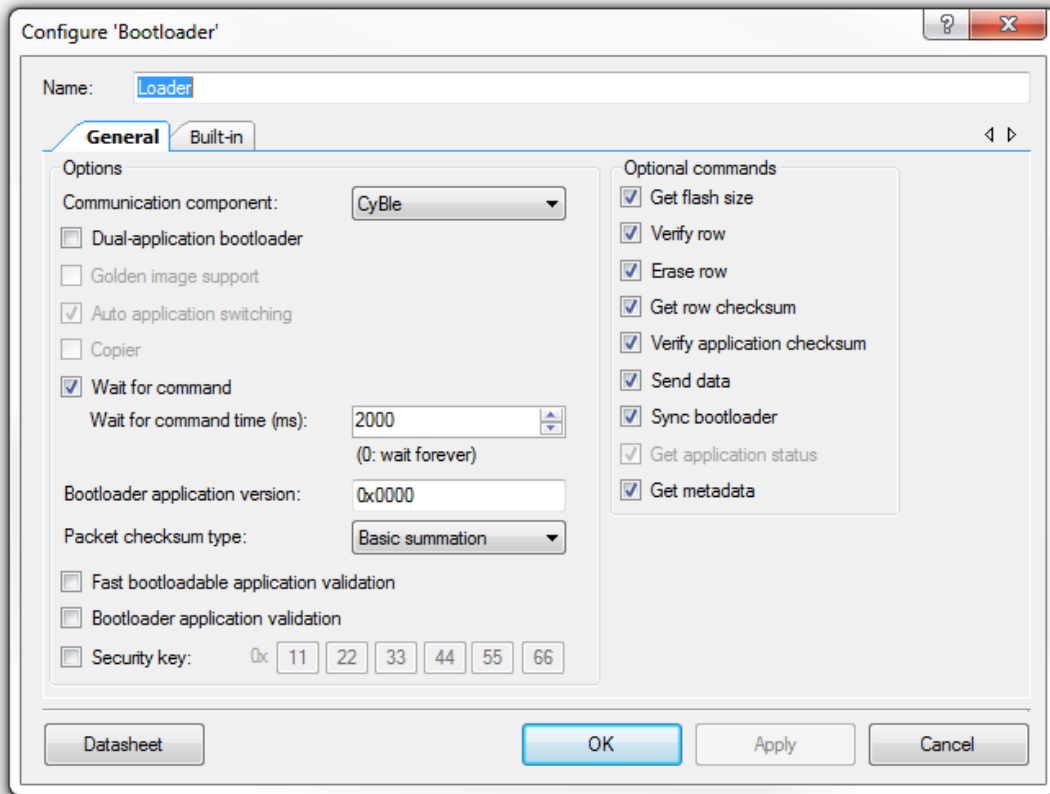 Configure 'Bootloader'
?
X
Name: Loader
General Built-in
Options
Communication component: CyBle
Dual-application bootloader
Golden image support
Auto application switching
Copier
Wait for command
Wait for command time (ms): 2000
(0: wait forever)
Bootloader application version: 0x0000
Packet checksum type: Basic summation
Fast bootloadable application validation
Bootloader application validation
Security key: 0x 11 22 33 44 55 66
Optional commands
Get flash size
Verify row
Erase row
Get row checksum
Verify application checksum
Send data
Sync bootloader
Get application status
Get metadata
Datasheet OK Apply Cancel